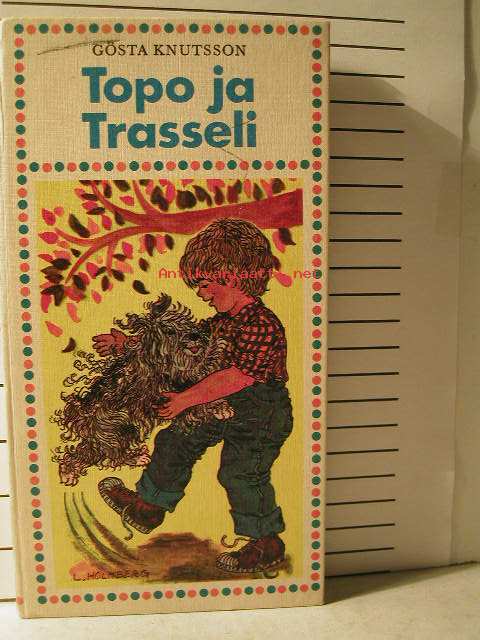 GÖSTA KNUTSSON
Topo ja
Trasseli
Antikvariaatti.net
L. HOLMBERG